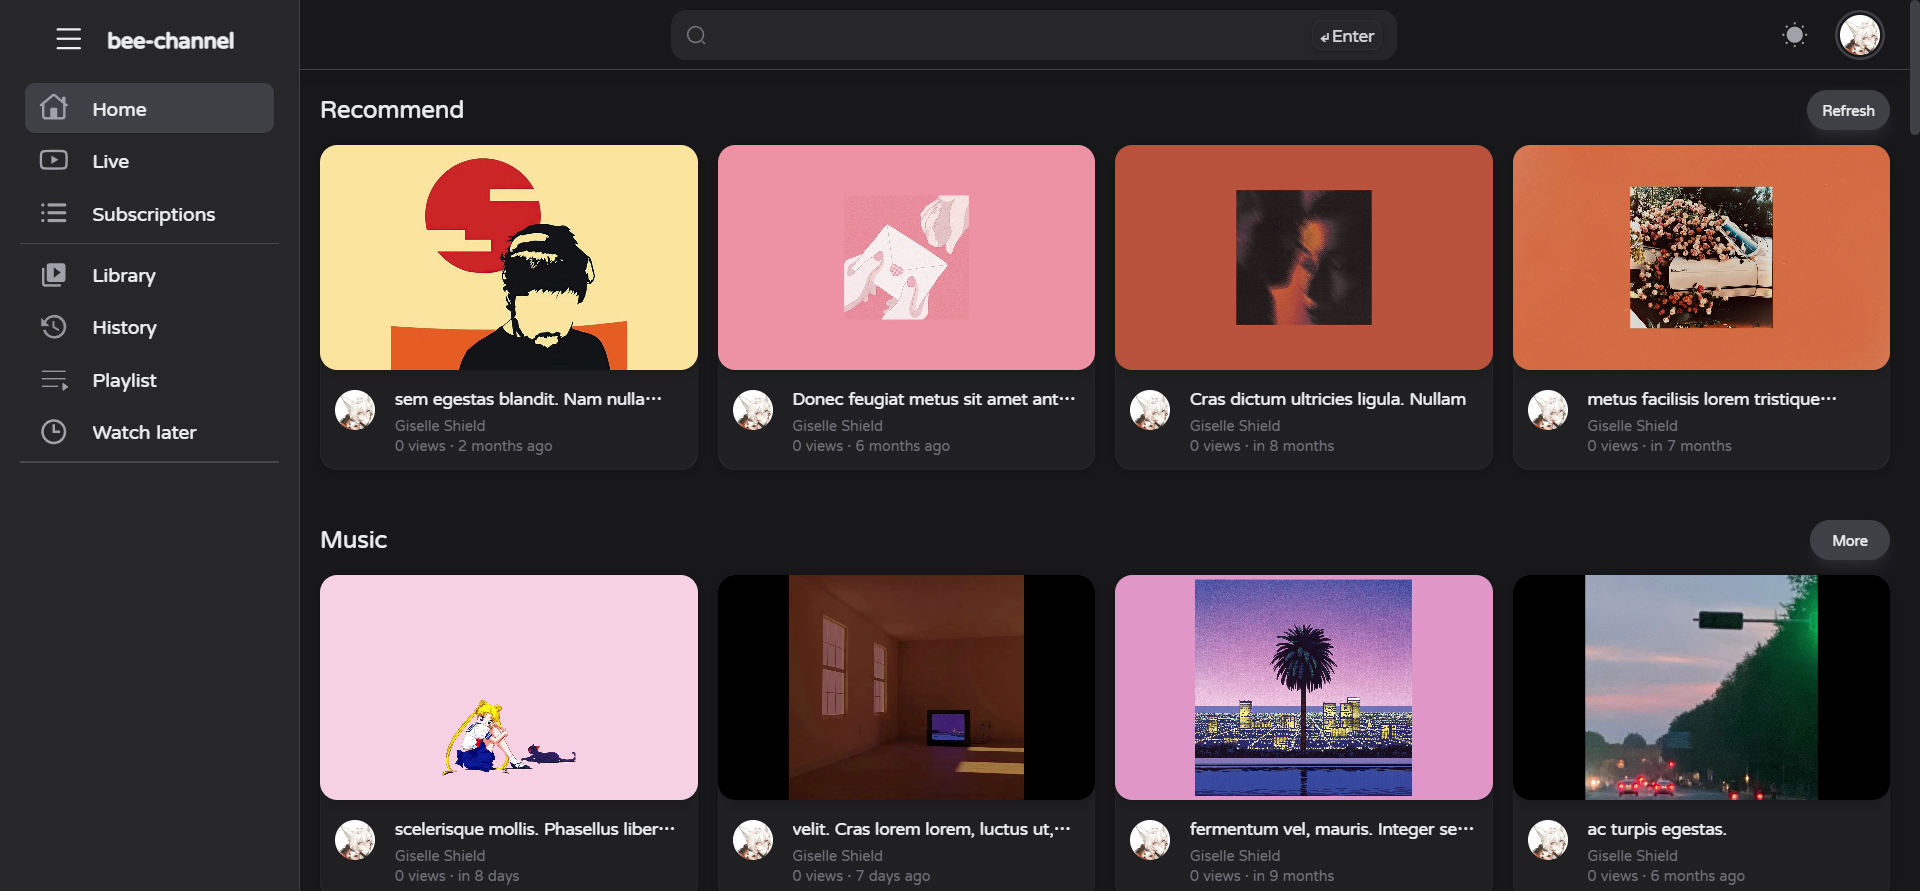 bee-channel
Home
Live
Subscriptions
Library
History
Playlist
Watch later
↲ Enter
Recommend
Refresh
sem egestas blandit. Nam nulla···
Giselle Shield
0 views · 2 months ago
Donec feugiat metus sit amet ant···
Giselle Shield
0 views · 6 months ago
Cras dictum ultricies ligula. Nullam
Giselle Shield
0 views · in 8 months
metus facilisis lorem tristique···
Giselle Shield
0 views · in 7 months
Music
More
scelerisque mollis. Phasellus liber···
Giselle Shield
0 views · in 8 days
velit. Cras lorem lorem, luctus ut,···
Giselle Shield
0 views · 7 days ago
fermentum vel, mauris. Integer se···
Giselle Shield
0 views · in 9 months
ac turpis egestas.
Giselle Shield
0 views · 6 months ago